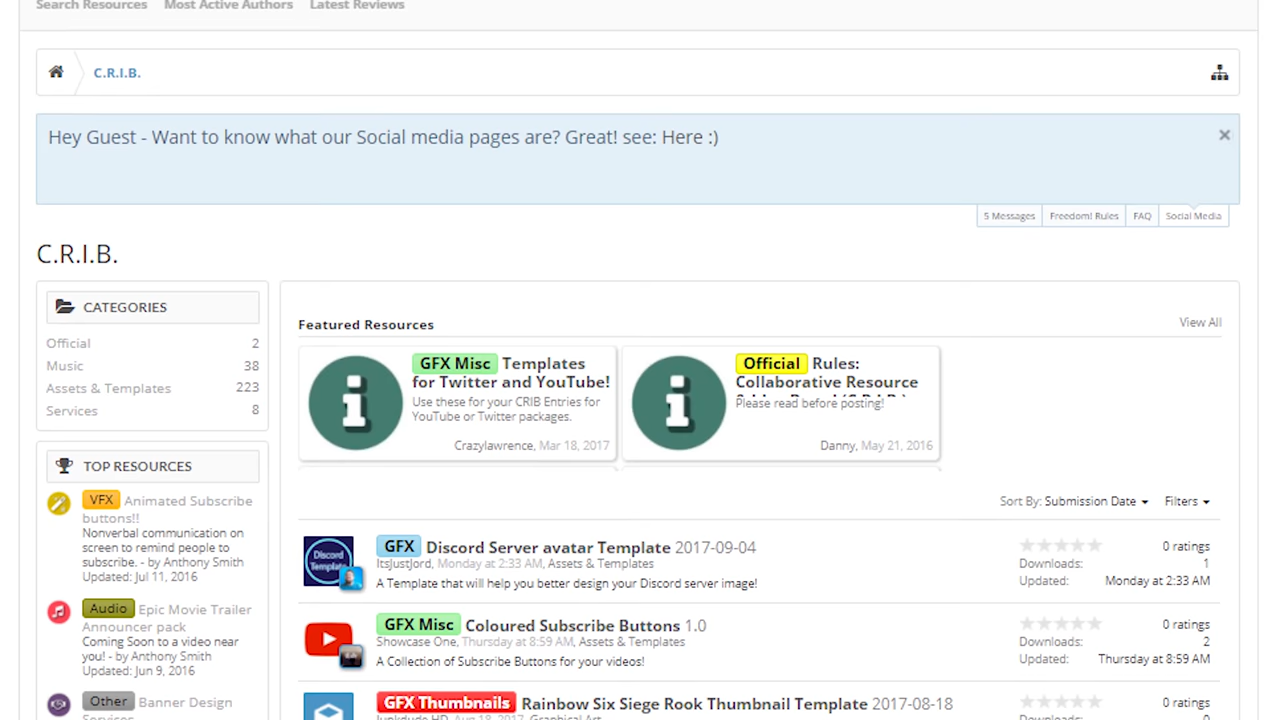 Search Resources Most Active Authors Latest Reviews
C.R.I.B.
Hey Guest - Want to know what our Social media pages are? Great! see: Here :)
5 Messages Freedom! Rules FAQ Social Media
C.R.I.B.
CATEGORIES
Official 2
Music 38
Assets & Templates 223
Services 8
TOP RESOURCES
VFX Animated Subscribe
buttons!!
Nonverbal communication on
screen to remind people to
subscribe. - by Anthony Smith
Updated: Jul 11, 2016
Audio Epic Movie Trailer
Announcer pack
Coming Soon to a video near
you! - by Anthony Smith
Updated: Jun 9, 2016
Other Banner Design
Services
Featured Resources View All
GFX Misc Templates
for Twitter and YouTube!
Use these for your CRIB Entries for
YouTube or Twitter packages.
Crazylawrence, Mar 18, 2017
Official Rules:
Collaborative Resource
Please read before posting!
Danny, May 21, 2016
Sort By: Submission Date Filters
Discord
Template
GFX Discord Server avatar Template 2017-09-04
ItsJustJord, Monday at 2:33 AM, Assets & Templates
A Template that will help you better design your Discord server image!
0 ratings
Downloads: 1
Updated: Monday at 2:33 AM
GFX Misc Coloured Subscribe Buttons 1.0
Showcase One, Thursday at 8:59 AM, Assets & Templates
A Collection of Subscribe Buttons for your videos!
0 ratings
Downloads: 2
Updated: Thursday at 8:59 AM
GFX Thumbnails Rainbow Six Siege Rook Thumbnail Template 2017-08-18
0 ratings